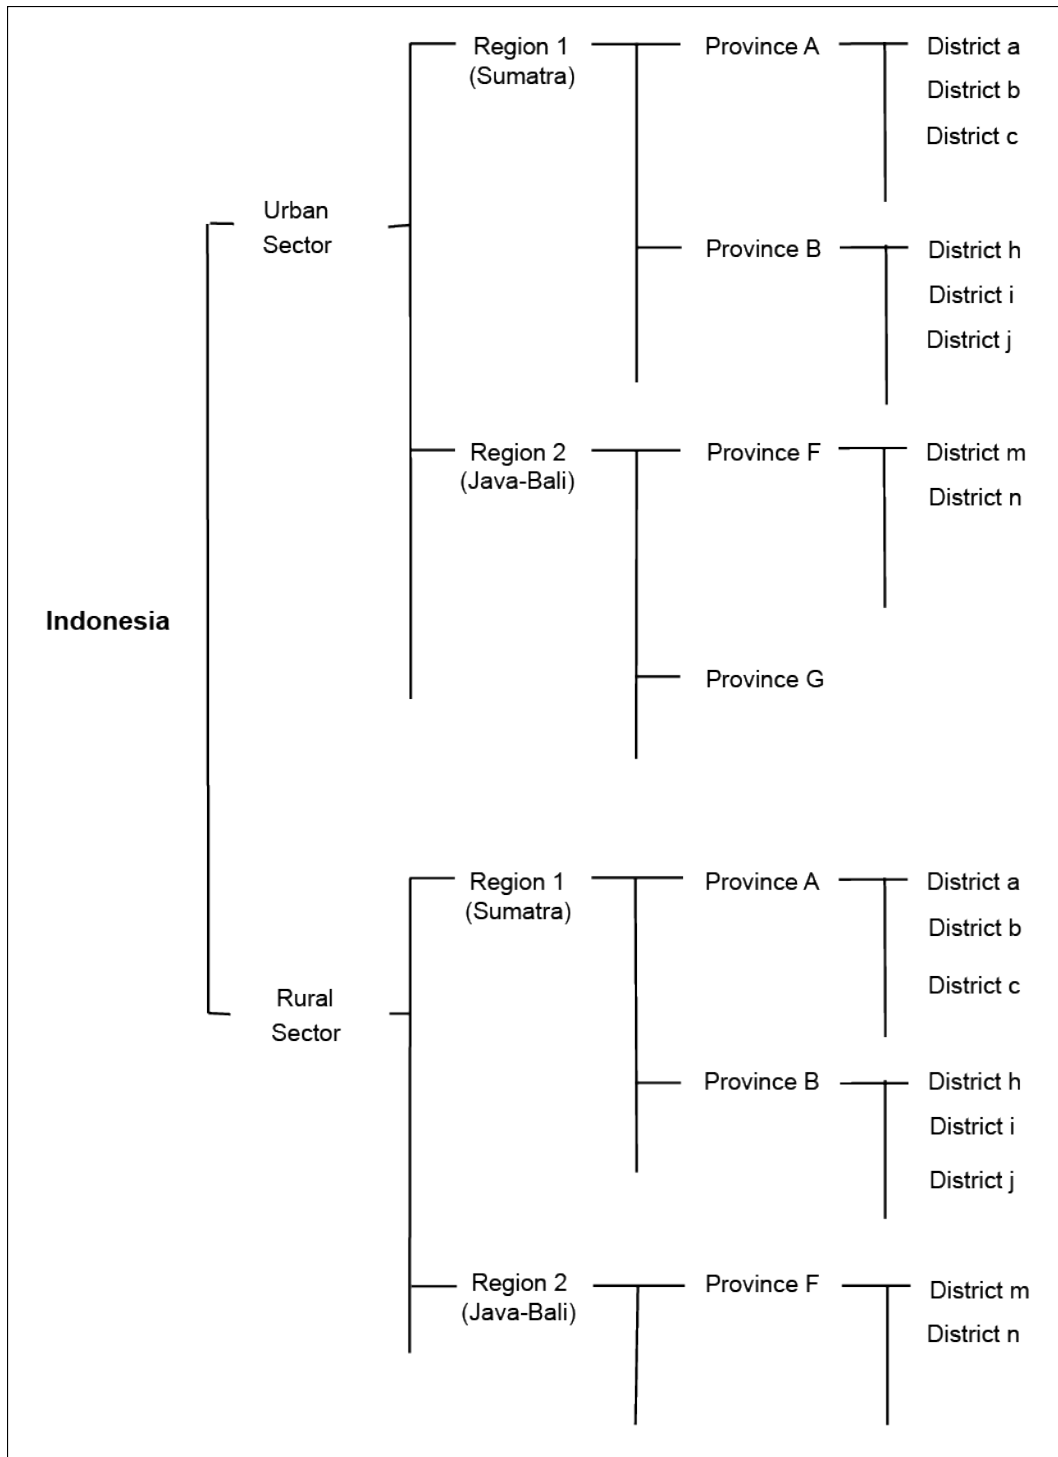 Region 1
(Sumatra)
Province A
District a
District b
District c
Urban
Sector
Province B
District h
District i
District j
Region 2
(Java-Bali)
Province F
District m
District n
Indonesia
Province G
Region 1
(Sumatra)
Province A
District a
District b
District c
Rural
Sector
Province B
District h
District i
District j
Region 2
(Java-Bali)
Province F
District m
District n